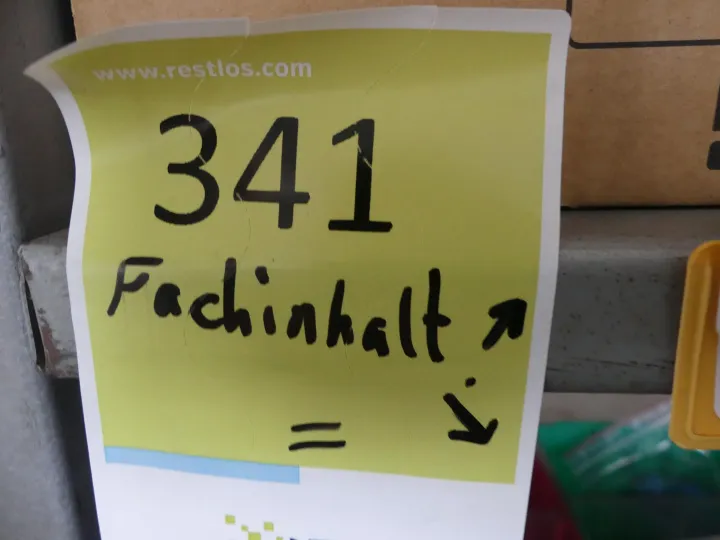 www.restlos.com
341
Fachinhalt ↗
= ↘